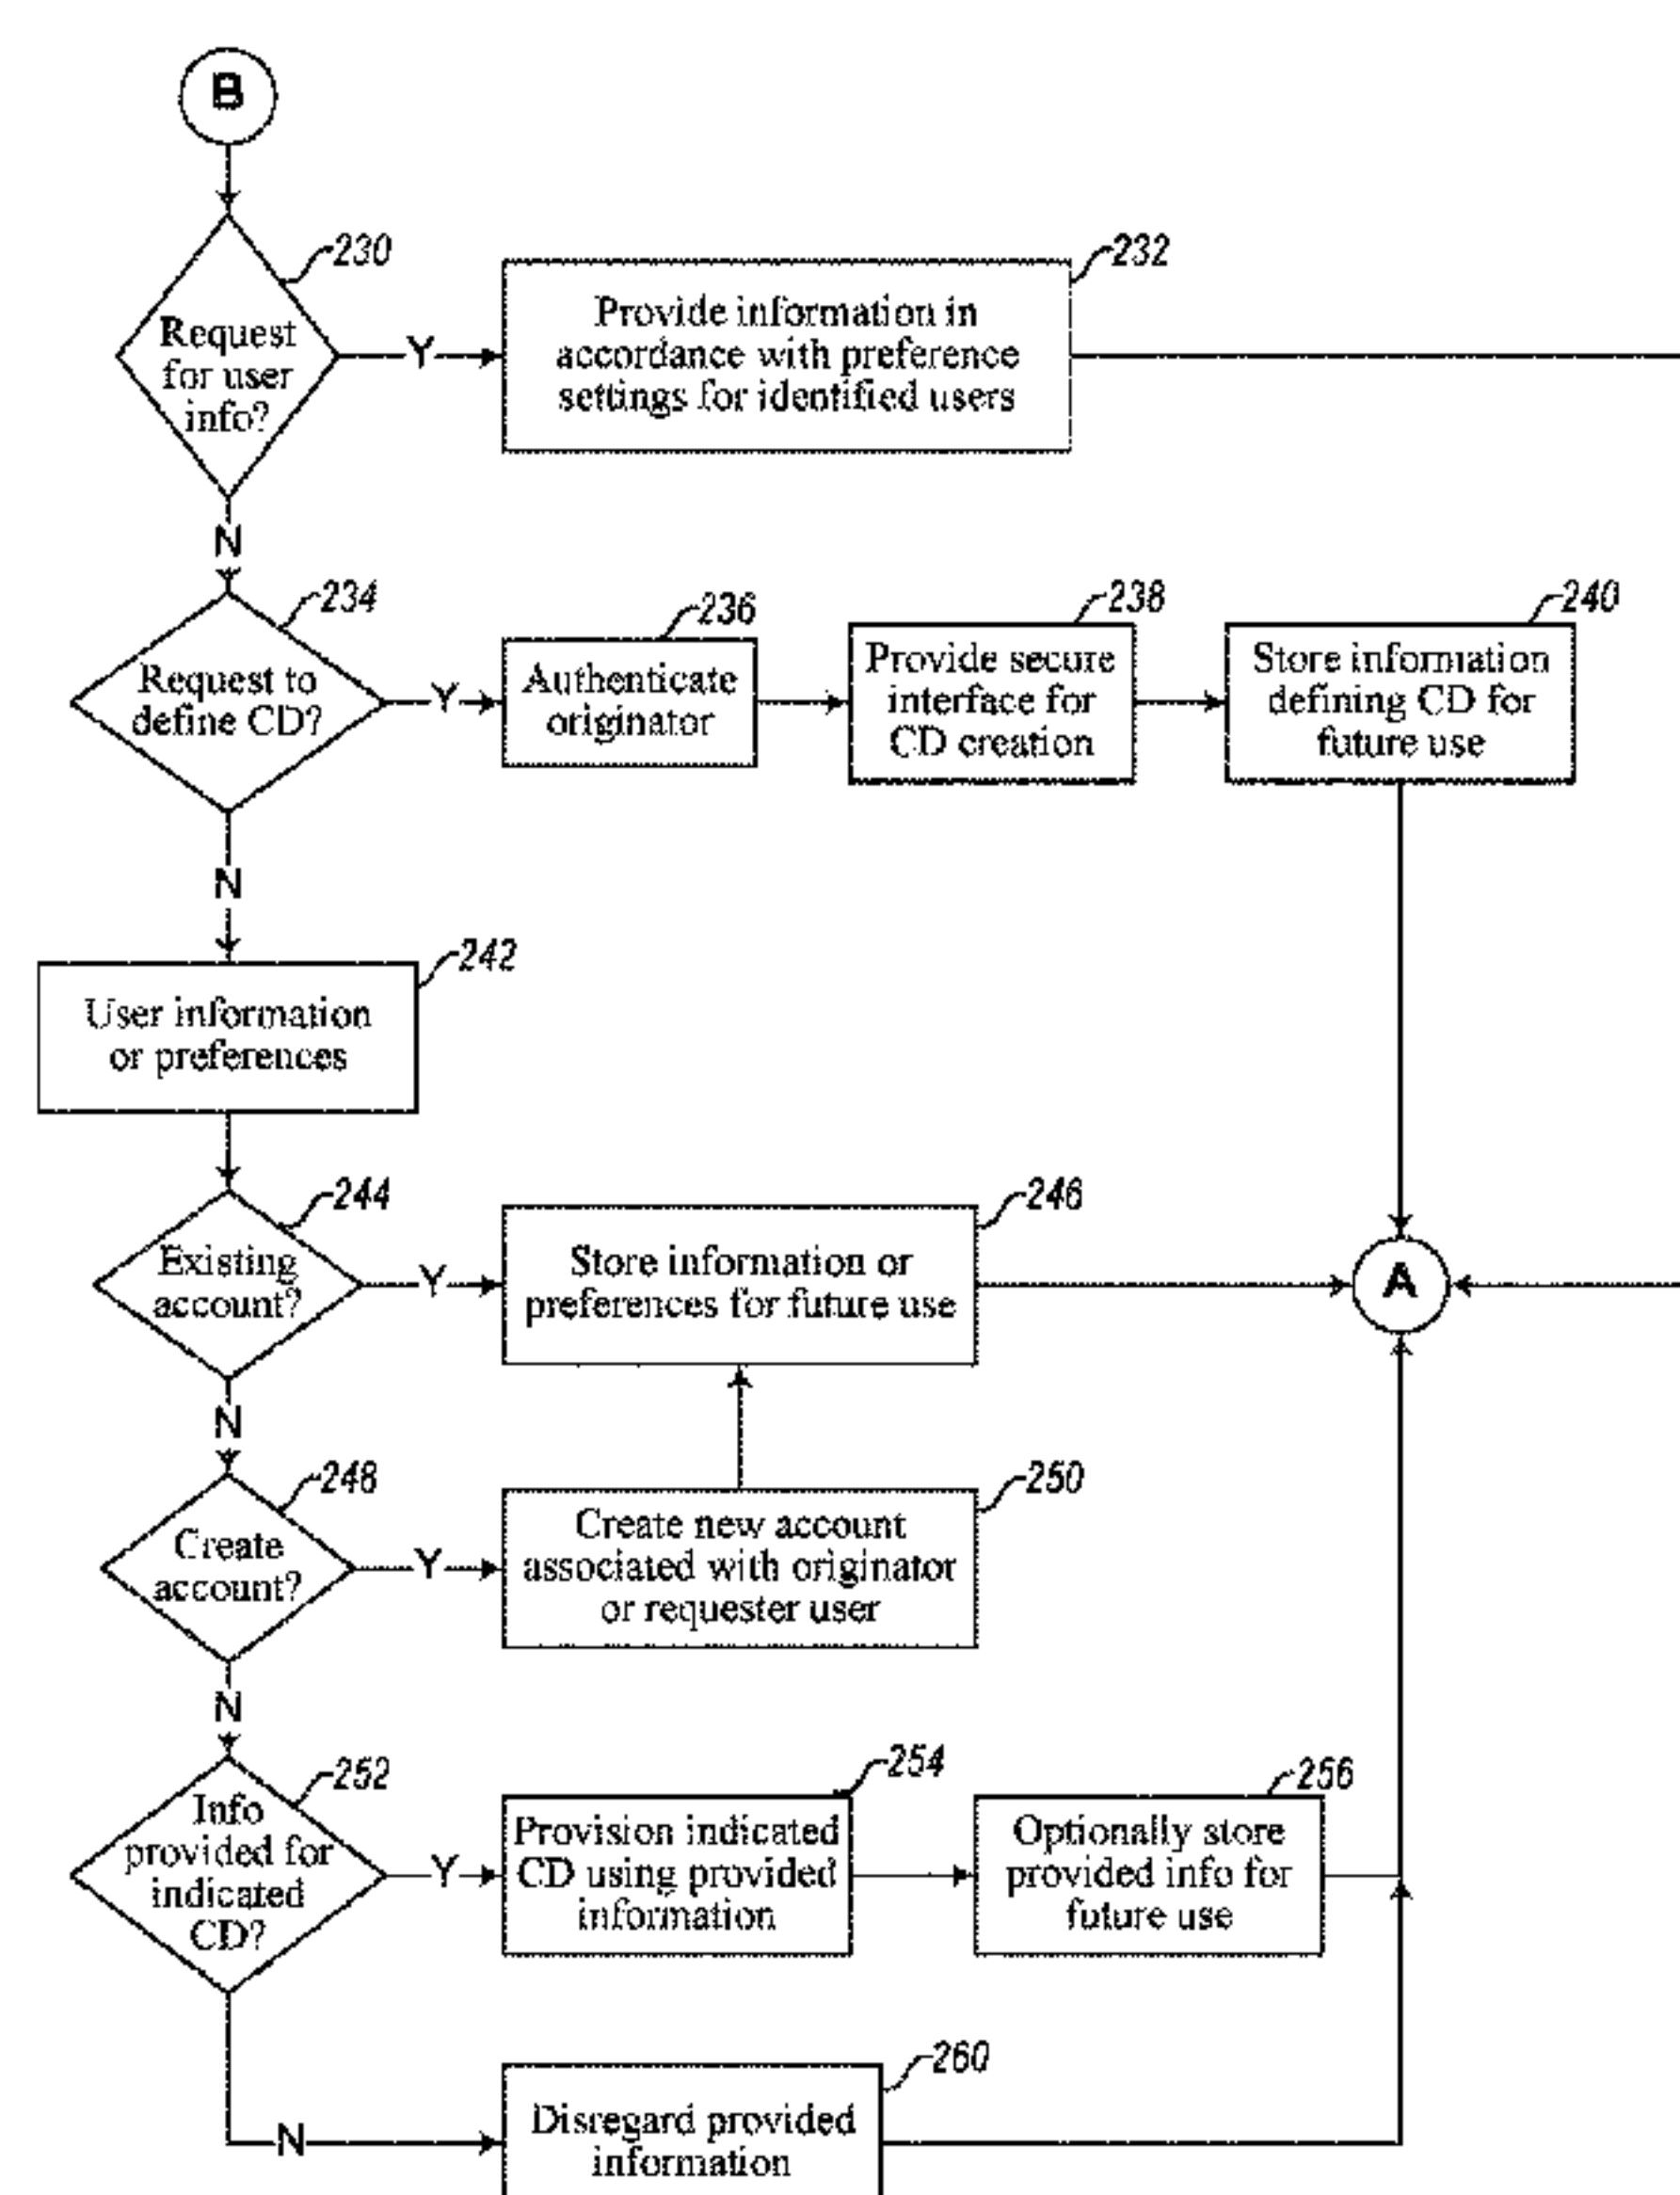 B
230
Request
for user
info?
Y
232
Provide information in
accordance with preference
settings for identified users
N
234
Request to
define CD?
Y
236
Authenticate
originator
238
Provide secure
interface for
CD creation
240
Store information
defining CD for
future use
N
242
User information
or preferences
244
Existing
account?
Y
246
Store information or
preferences for future use
A
N
248
Create
account?
Y
250
Create new account
associated with originator
or requester user
N
252
Info
provided for
indicated
CD?
Y
254
Provision indicated
CD using provided
information
256
Optionally store
provided info for
future use
N
260
Disregard provided
information